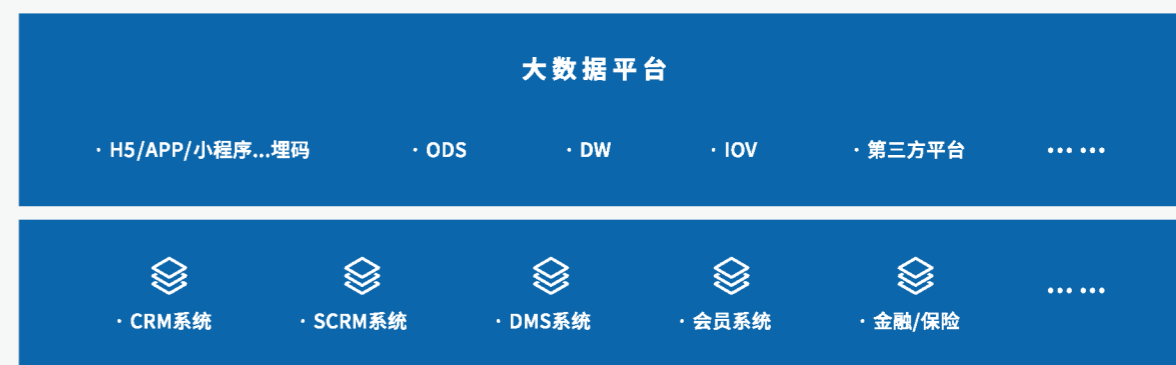 大数据平台
· H5/APP/小程序...埋码 · ODS · DW · IOV · 第三方平台 ··· ···
··· ···
· CRM系统 · SCRM系统 · DMS系统 · 会员系统 · 金融/保险